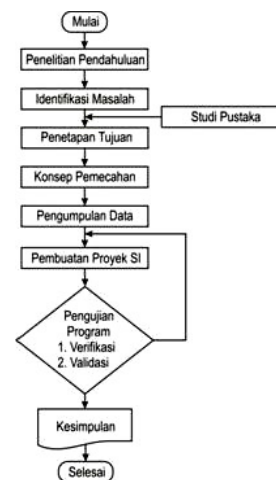 Mulai
Penelitian Pendahuluan
Identifikasi Masalah
Studi Pustaka
Penetapan Tujuan
Konsep Pemecahan
Pengumpulan Data
Pembuatan Proyek SI
Pengujian
Program
1. Verifikasi
2. Validasi
Kesimpulan
Selesai